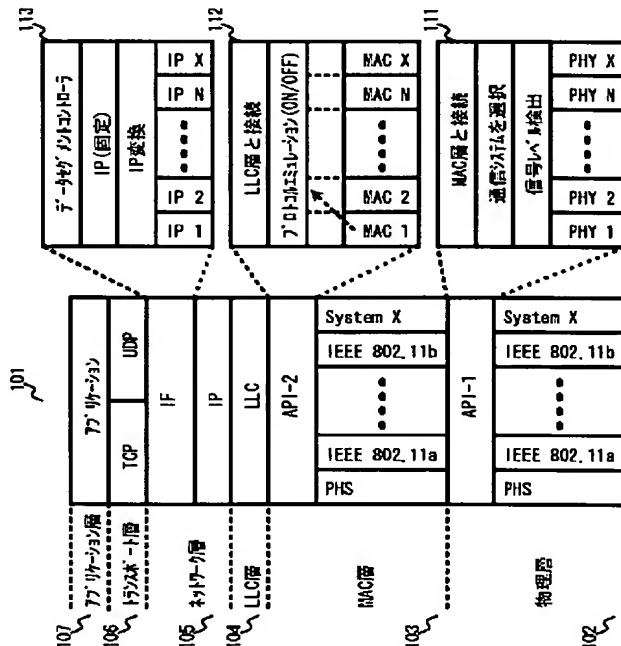 101
107
アプリケーション層
アプリケーション
106
トランスポート層
TCP
UDP
105
ネットワーク層
IF
IP
104
LLC層
LLC
API-2
MAC層
PHS
IEEE 802.11a
IEEE 802.11b
System X
103
API-1
物理層
PHS
IEEE 802.11a
IEEE 802.11b
System X
102
113
データセグメントコントローラ
IP(固定)
IP変換
IP 1
IP 2
IP N
IP X
112
LLC層と接続
プロトコルエミュレーション(ON/OFF)
MAC 1
MAC 2
MAC N
MAC X
111
MAC層と接続
通信システムを選択
信号レベル検出
PHY 1
PHY 2
PHY N
PHY X